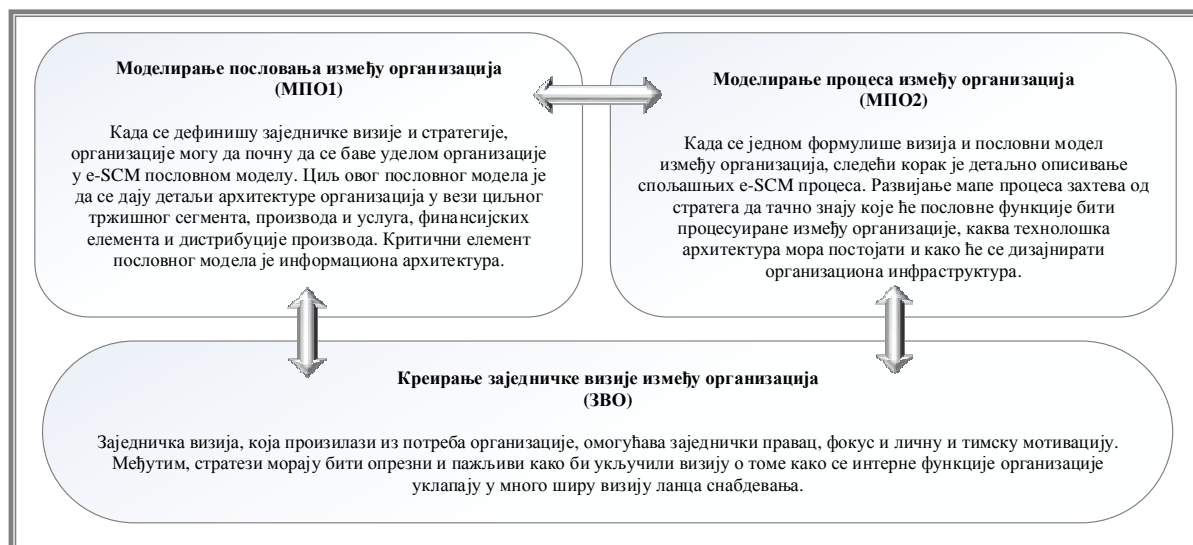 Моделирање пословања између организација
(МПО1)
Када се дефинишу заједничке визије и стратегије,
организације могу да почну да се баве уделом организације
у e-SCM пословном моделу. Циљ овог пословног модела је
да се дају детаљи архитектуре организација у вези циљног
тржишног сегмента, производа и услуга, финансијских
елемента и дистрибуције производа. Критични елемент
пословног модела је информациона архитектура.
Моделирање процеса између организација
(МПО2)
Када се једном формулише визија и пословни модел
између организација, следећи корак је детаљно описивање
спољашњих e-SCM процеса. Развијање мапе процеса захтева од
стратега да тачно знају које ће пословне функције бити
процесуиране између организације, каква технолошка
архитектура мора постојати и како ће се дизајнирати
организациона инфраструктура.
Креирање заједничке визије између организација
(ЗВО)
Заједничка визија, која произилази из потреба организације, омогућава заједнички правац, фокус и личну и тимску мотивацију.
Међутим, стратези морају бити опрезни и пажљиви како би укључили визију о томе како се интерне функције организације
уклапају у много ширу визију ланца снабдевања.